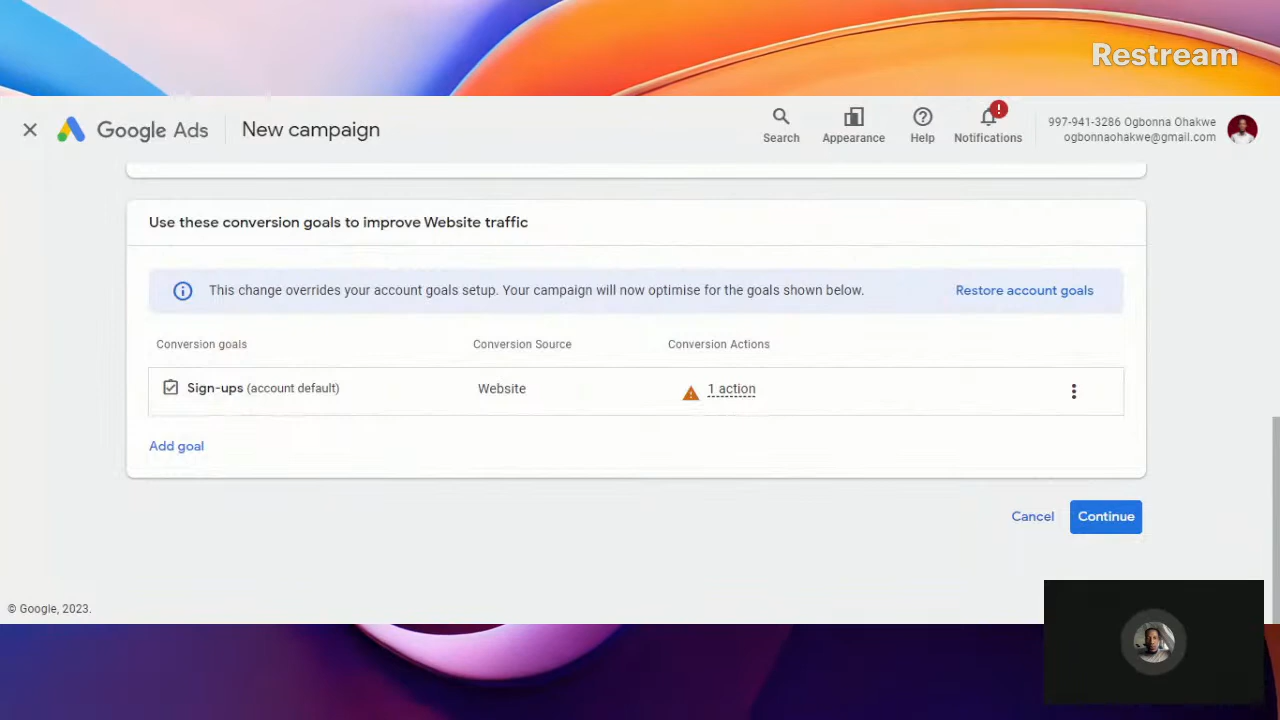 Restream
Google Ads
New campaign
Search
Appearance
Help
!
Notifications
997-941-3286 Ogbonna Ohakwe
ogbonnaohakwe@gmail.com
Use these conversion goals to improve Website traffic
This change overrides your account goals setup. Your campaign will now optimise for the goals shown below.
Restore account goals
Conversion goals
Conversion Source
Conversion Actions
Sign-ups (account default)
Website
1 action
Add goal
Cancel
Continue
© Google, 2023.